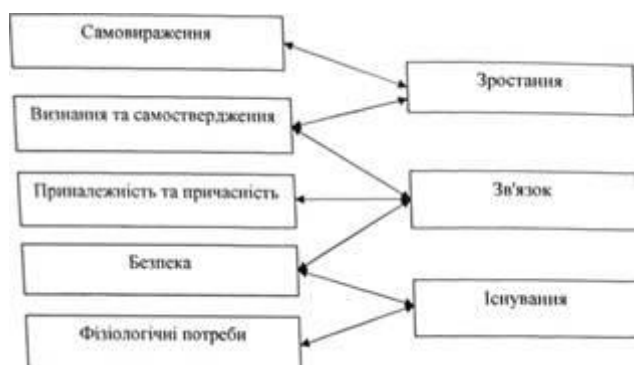 Самовираження
Визнання та самоствердження
Приналежність та причасність
Безпека
Фізіологічні потреби
Зростання
Зв'язок
Існування